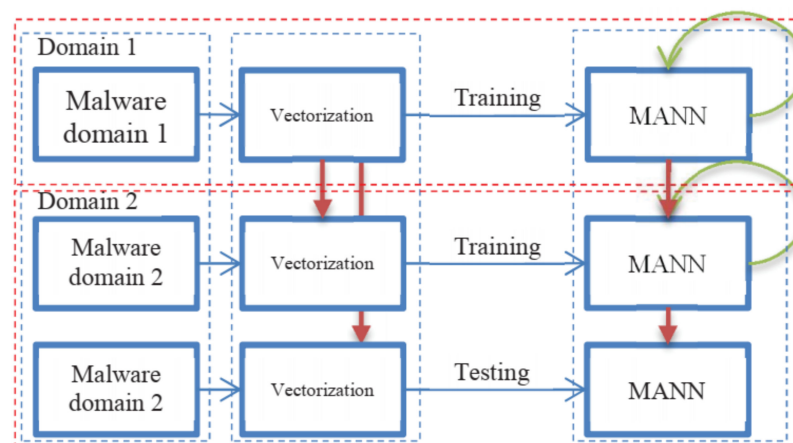 Domain 1
Malware
domain 1
Vectorization
Training
MANN
Domain 2
Malware
domain 2
Vectorization
Training
MANN
Malware
domain 2
Vectorization
Testing
MANN